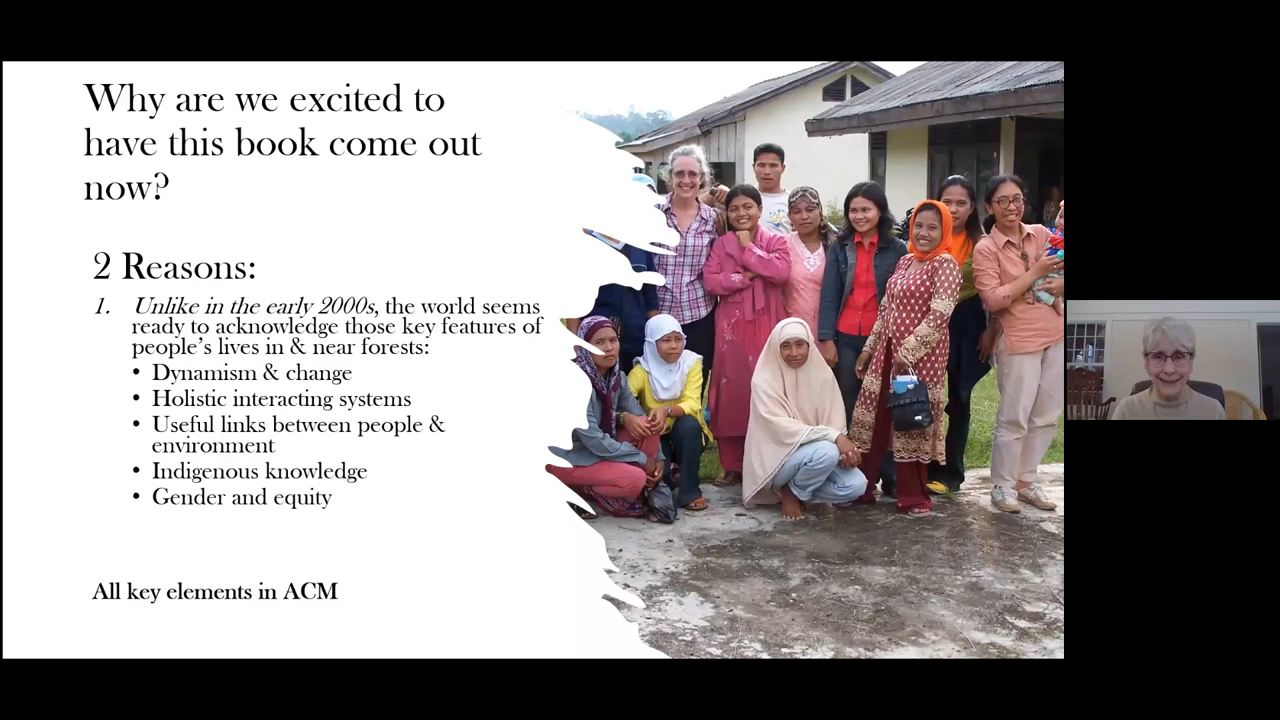 Why are we excited to
have this book come out
now?
2 Reasons:
1. Unlike in the early 2000s, the world seems
ready to acknowledge those key features of
people's lives in & near forests:
• Dynamism & change
• Holistic interacting systems
• Useful links between people &
environment
• Indigenous knowledge
• Gender and equity
All key elements in ACM